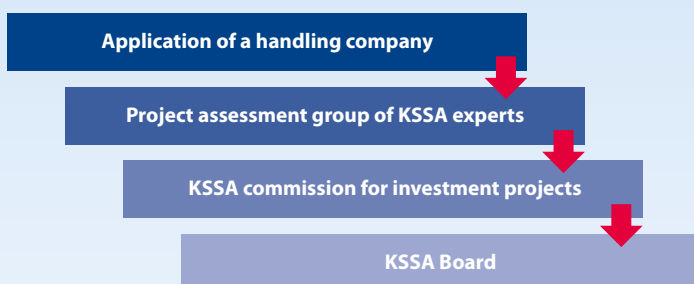 Application of a handling company
Project assessment group of KSSA experts
KSSA commission for investment projects
KSSA Board